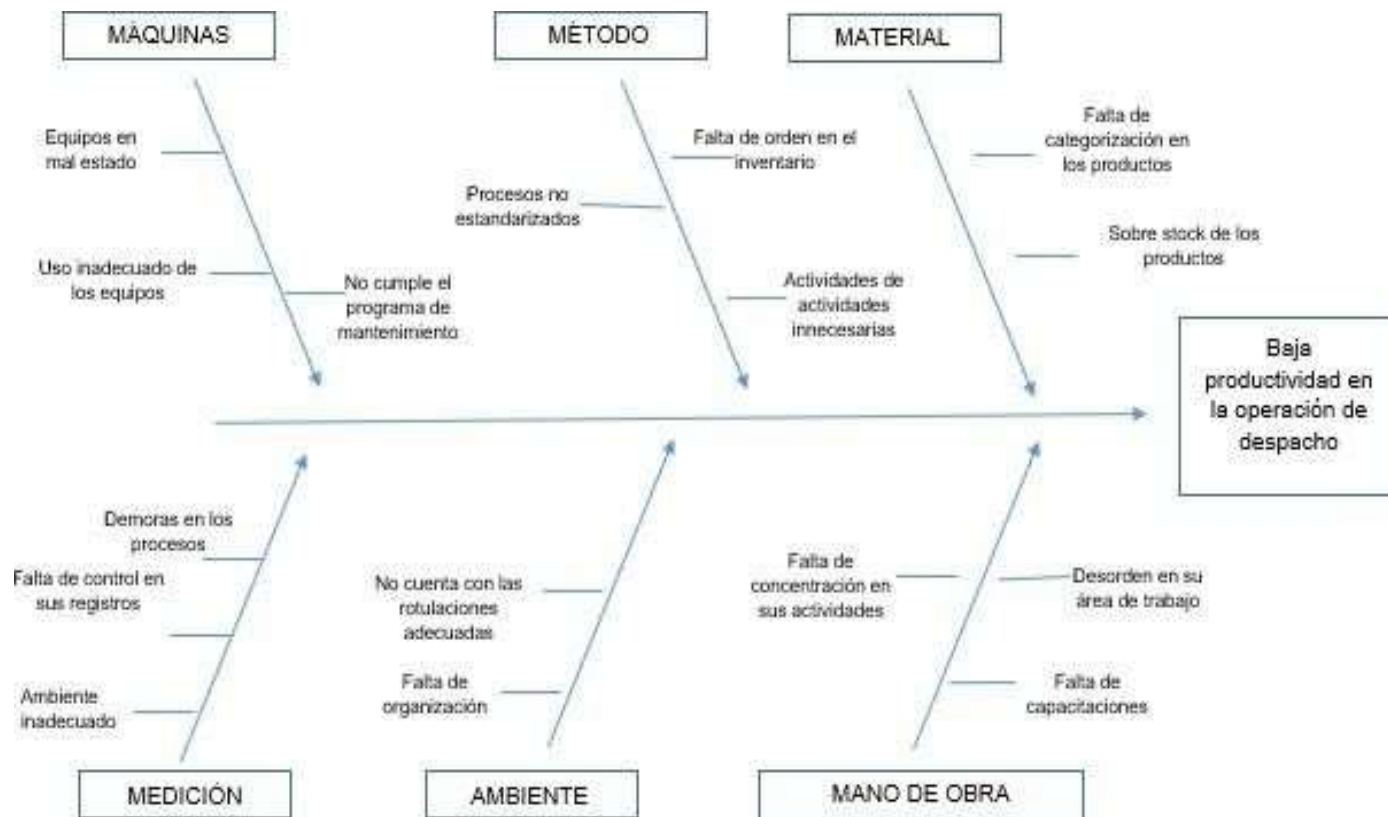 MÁQUINAS
MÉTODO
MATERIAL
Equipos en
mal estado
Uso inadecuado de
los equipos
No cumple el
programa de
mantenimiento
Falta de orden en el
inventario
Procesos no
estandarizados
Actividades de
actividades
innecesarias
Falta de
categorización en
los productos
Sobre stock de los
productos
Baja
productividad en
la operación de
despacho
Demoras en los
procesos
Falta de control en
sus registros
Ambiente
inadecuado
No cuenta con las
rotulaciones
adecuadas
Falta de
organización
Falta de
concentración en
sus actividades
Desorden en su
área de trabajo
Falta de
capacitaciones
MEDICIÓN
AMBIENTE
MANO DE OBRA